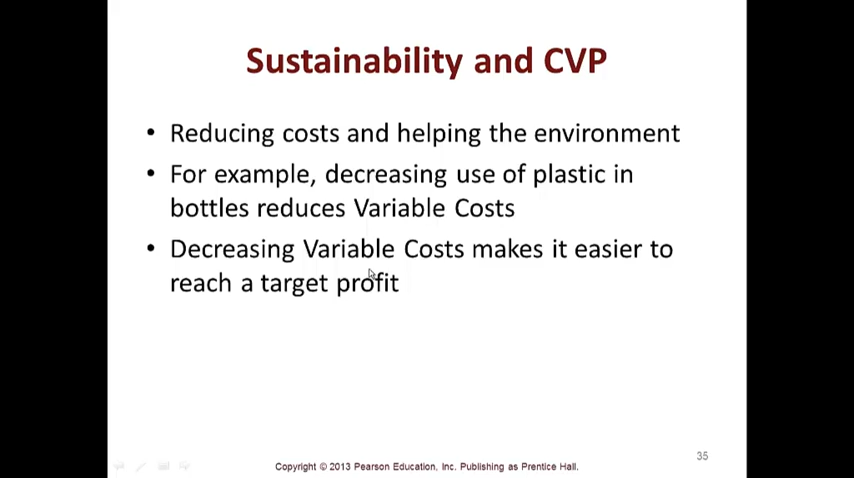 Sustainability and CVP
• Reducing costs and helping the environment
• For example, decreasing use of plastic in
bottles reduces Variable Costs
• Decreasing Variable Costs makes it easier to
reach a target profit
35
Copyright © 2013 Pearson Education, Inc. Publishing as Prentice Hall.